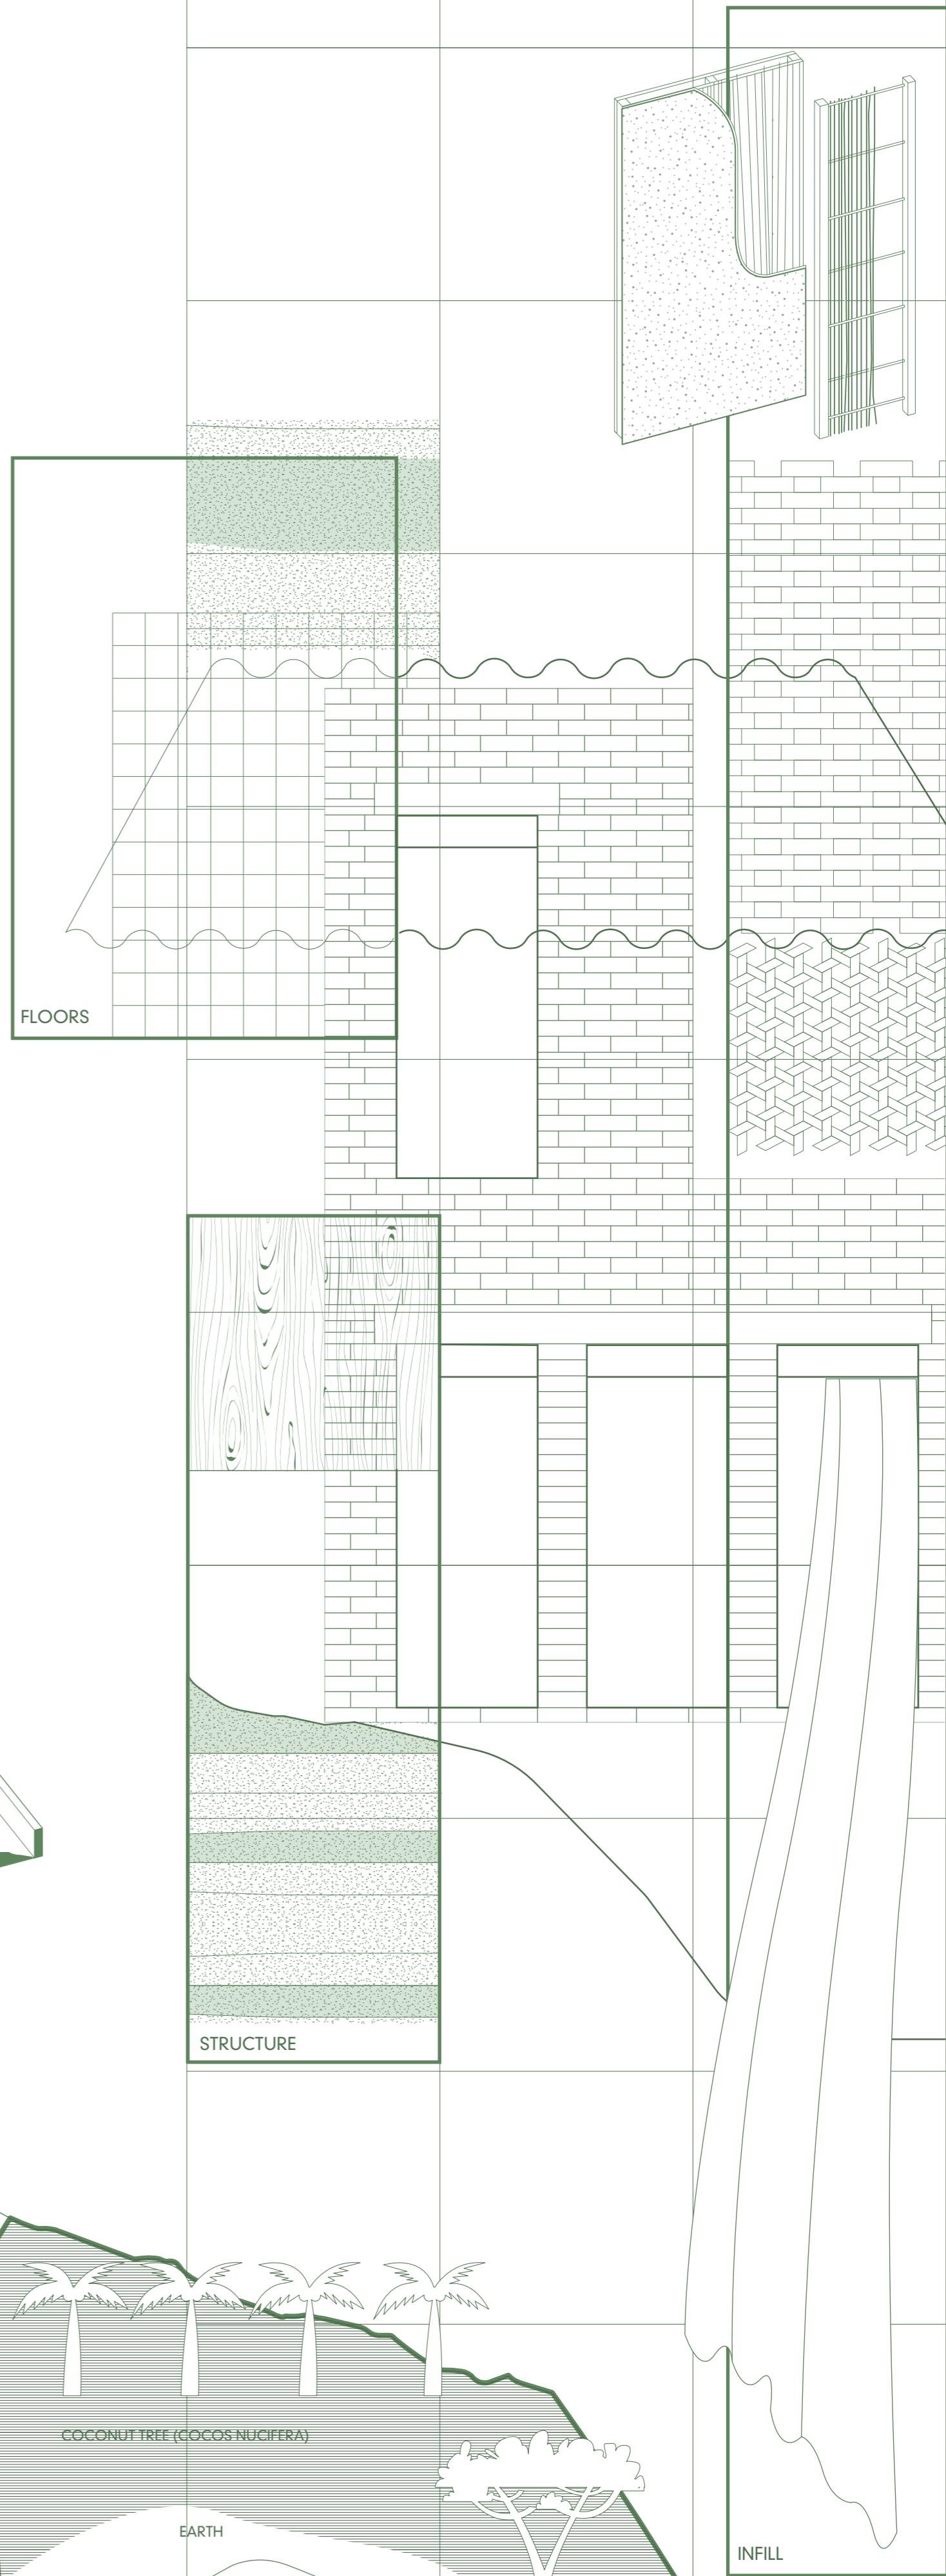 FLOORS
STRUCTURE
COCONUT TREE (COCOS NUCIFERA)
EARTH
INFILL